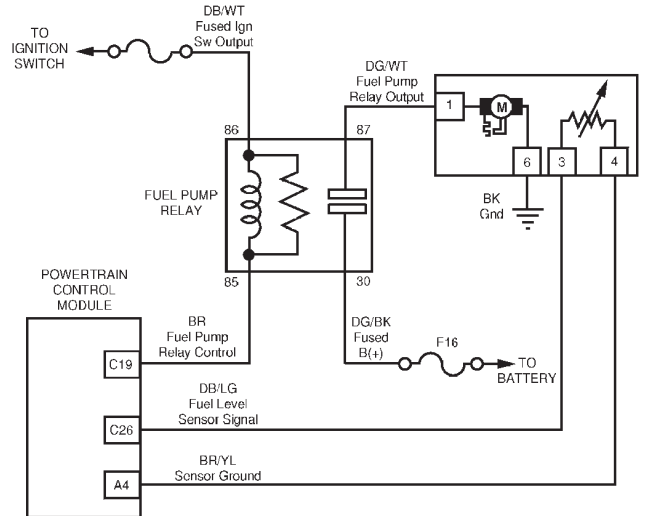 DB/WT
Fused Ign
Sw Output
TO
IGNITION
SWITCH
DG/WT
Fuel Pump
Relay Output
1
M
86
87
6
3
4
FUEL PUMP
RELAY
BK
Gnd
85
30
POWERTRAIN
CONTROL
MODULE
BR
Fuel Pump
Relay Control
DG/BK
Fused
B(+)
F16
TO
BATTERY
C19
DB/LG
Fuel Level
Sensor Signal
C26
BR/YL
Sensor Ground
A4